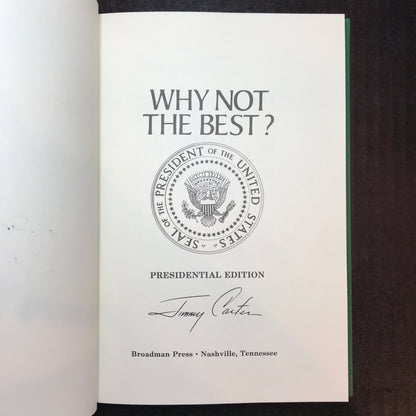 WHY NOT
THE BEST?
SEAL OF THE PRESIDENT OF THE UNITED STATES
PRESIDENTIAL EDITION
Jimmy Carter
Broadman Press • Nashville, Tennessee